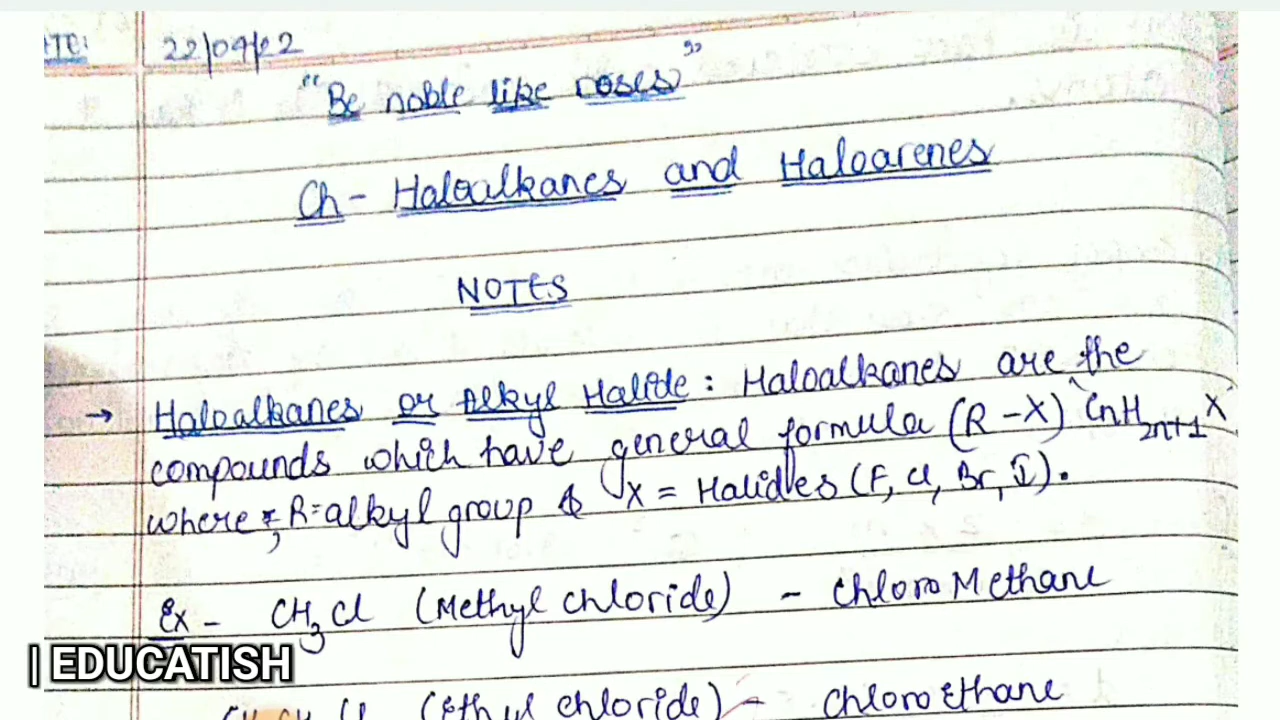 22/09/22
"Be noble like roses"
Ch- Haloalkanes and Haloarenes
NOTES
→ Haloalkanes or Alkyl Halide: Haloalkanes are the
compounds which have general formula (R-X) CnH2n+1X
where, R=alkyl group & X = Halides (F, Cl, Br, I).
Ex - CH3Cl (Methyl chloride) - Chloro Methane
CH3CH2Cl (Ethyl chloride) - Chloro Ethane
| EDUCATISH